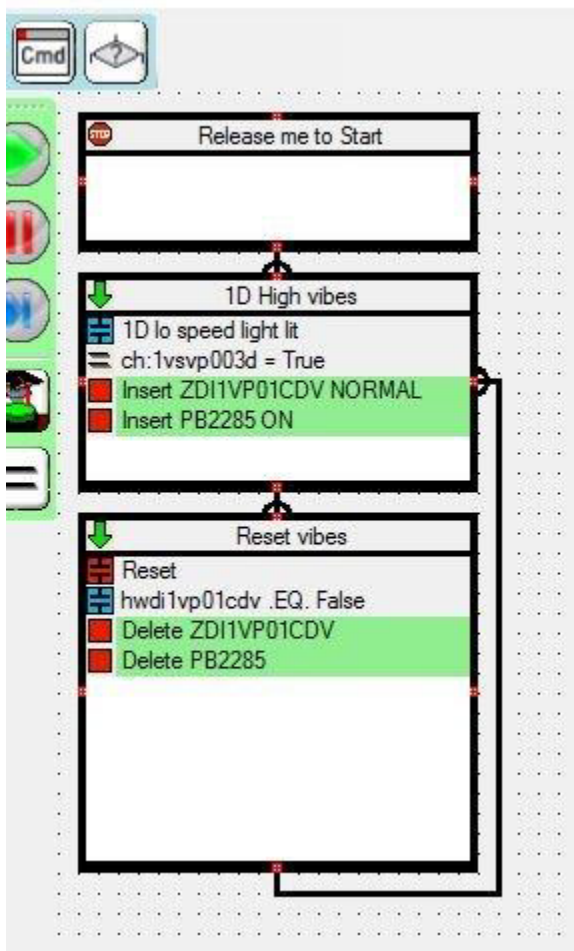 Cmd
?
STOP
Release me to Start
1D High vibes
1D lo speed light lit
ch:1vsvp003d = True
Insert ZDI1VP01CDV NORMAL
Insert PB2285 ON
Reset vibes
Reset
hwdi1vp01cdv .EQ. False
Delete ZDI1VP01CDV
Delete PB2285